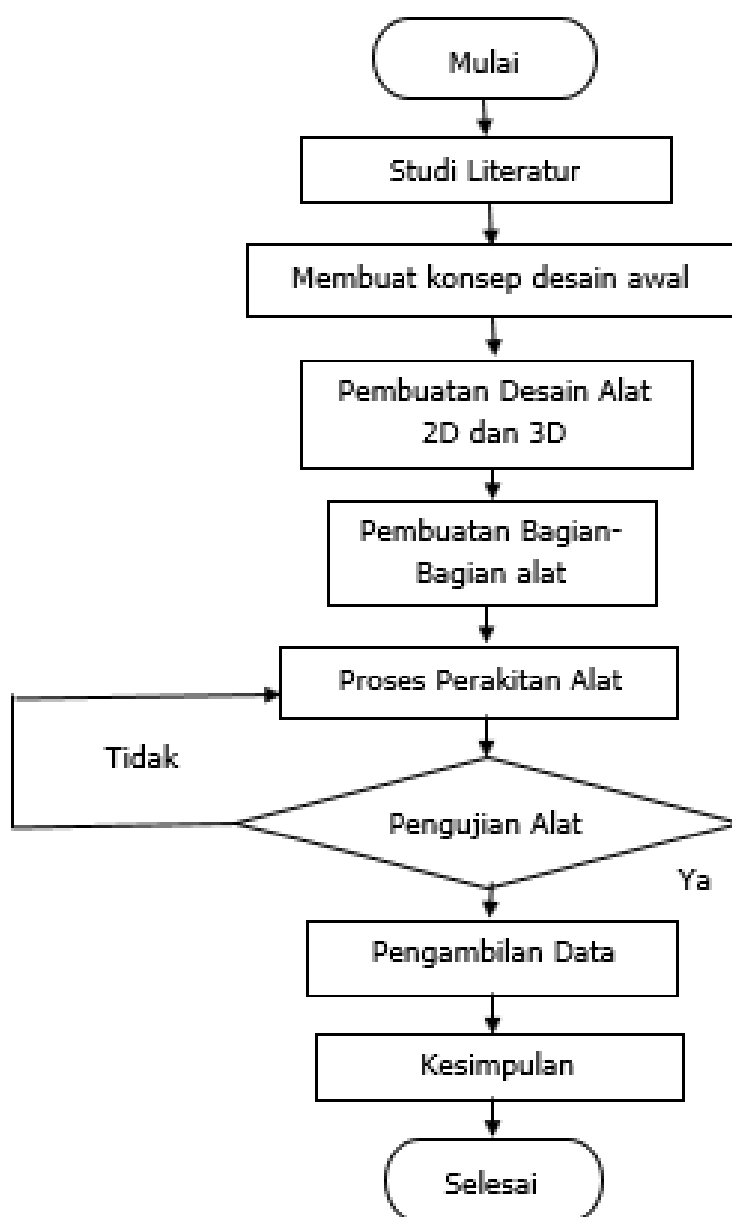 Mulai
Studi Literatur
Membuat konsep desain awal
Pembuatan Desain Alat
2D dan 3D
Pembuatan Bagian-
Bagian alat
Proses Perakitan Alat
Tidak
Pengujian Alat
Ya
Pengambilan Data
Kesimpulan
Selesai